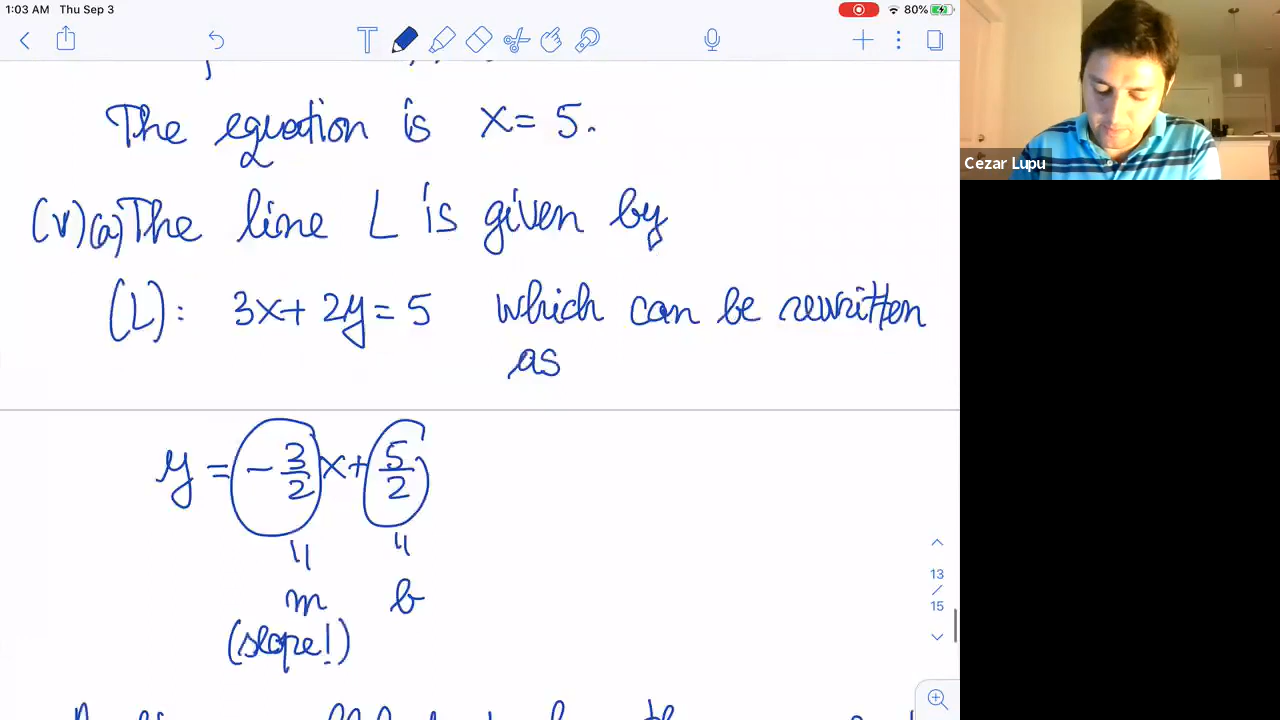 1:03 AM Thu Sep 3
80%
The equation is x = 5.
(v)(a) The line L is given by
(L): 3x + 2y = 5 which can be rewritten
as
y = -3/2 x + 5/2
" "
m b
(slope!)
13
/
15
Cezar Lupu